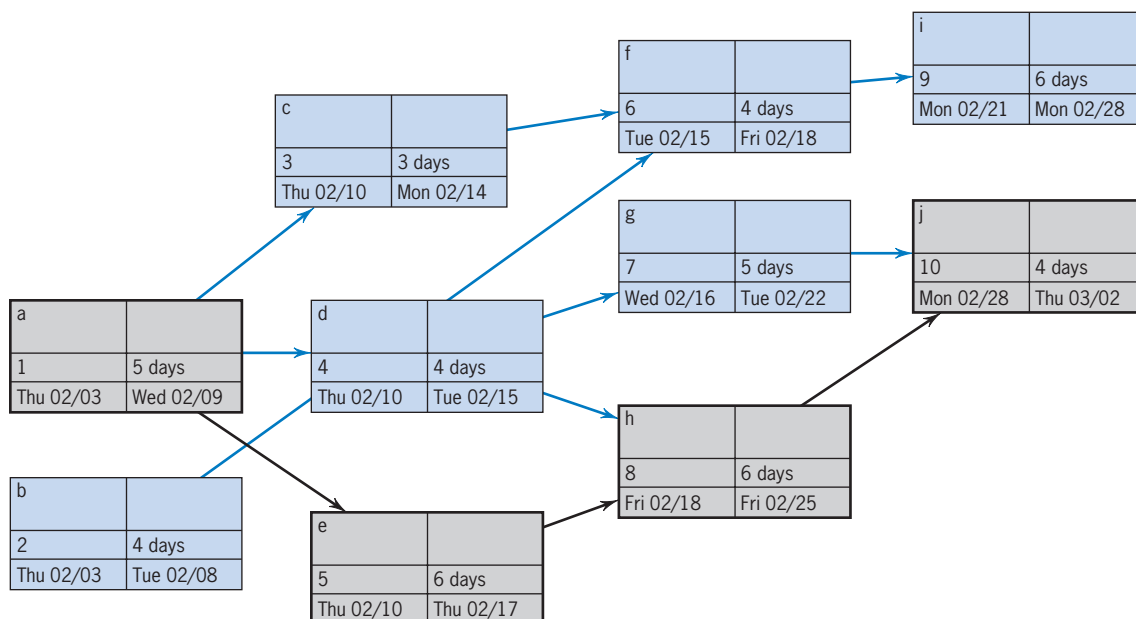 i
9 6 days
Mon 02/21 Mon 02/28
f
6 4 days
Tue 02/15 Fri 02/18
c
3 3 days
Thu 02/10 Mon 02/14
g
7 5 days
Wed 02/16 Tue 02/22
j
10 4 days
Mon 02/28 Thu 03/02
a
1 5 days
Thu 02/03 Wed 02/09
d
4 4 days
Thu 02/10 Tue 02/15
h
8 6 days
Fri 02/18 Fri 02/25
b
2 4 days
Thu 02/03 Tue 02/08
e
5 6 days
Thu 02/10 Thu 02/17